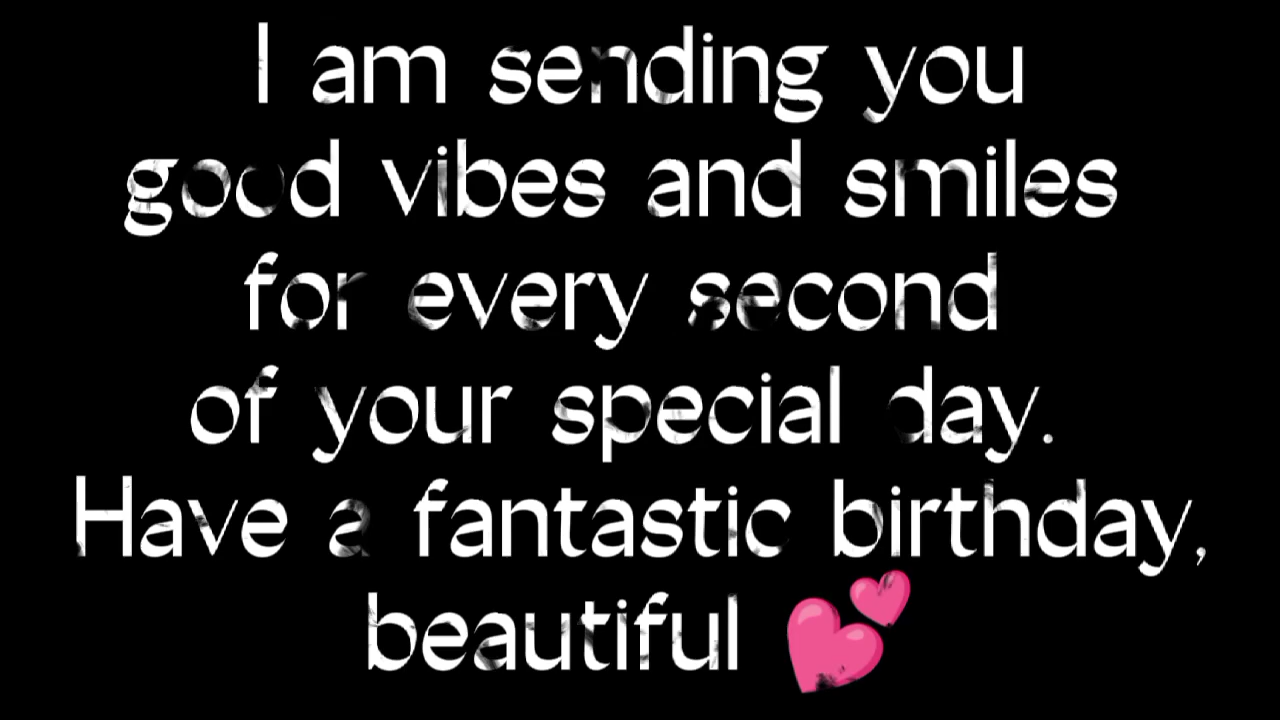 I am sending you
good vibes and smiles
for every second
of your special day.
Have a fantastic birthday,
beautiful 💕